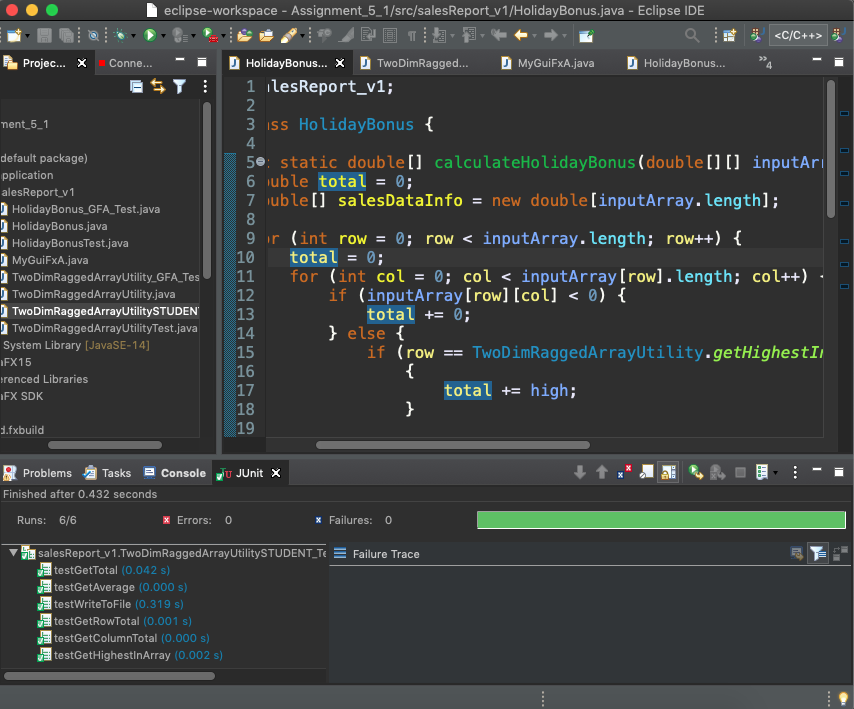 eclipse-workspace - Assignment_5_1/src/salesReport_v1/HolidayBonus.java - Eclipse IDE
<C/C++>
Projec...
Conne...
HolidayBonus...
TwoDimRagged...
MyGuiFxA.java
HolidayBonus...
»4
nment_5_1
default package)
pplication
alesReport_v1
HolidayBonus_GFA_Test.java
HolidayBonus.java
HolidayBonusTest.java
MyGuiFxA.java
TwoDimRaggedArrayUtility_GFA_Tes
TwoDimRaggedArrayUtility.java
TwoDimRaggedArrayUtilitySTUDENT
TwoDimRaggedArrayUtilityTest.java
System Library [JavaSE-14]
aFX15
erenced Libraries
aFX SDK
d.fxbuild
1 alesReport_v1;
2
3 ass HolidayBonus {
4
5 c static double[] calculateHolidayBonus(double[][] inputArr
6 ouble total = 0;
7 ouble[] salesDataInfo = new double[inputArray.length];
8
9 or (int row = 0; row < inputArray.length; row++) {
10 total = 0;
11 for (int col = 0; col < inputArray[row].length; col++) {
12 if (inputArray[row][col] < 0) {
13 total += 0;
14 } else {
15 if (row == TwoDimRaggedArrayUtility.getHighestIn
16 {
17 total += high;
18 }
19
Problems
Tasks
Console
JUnit
Finished after 0.432 seconds
Runs: 6/6
Errors: 0
Failures: 0
salesReport_v1.TwoDimRaggedArrayUtilitySTUDENT_Te
testGetTotal (0.042 s)
testGetAverage (0.000 s)
testWriteToFile (0.319 s)
testGetRowTotal (0.001 s)
testGetColumnTotal (0.000 s)
testGetHighestInArray (0.002 s)
Failure Trace